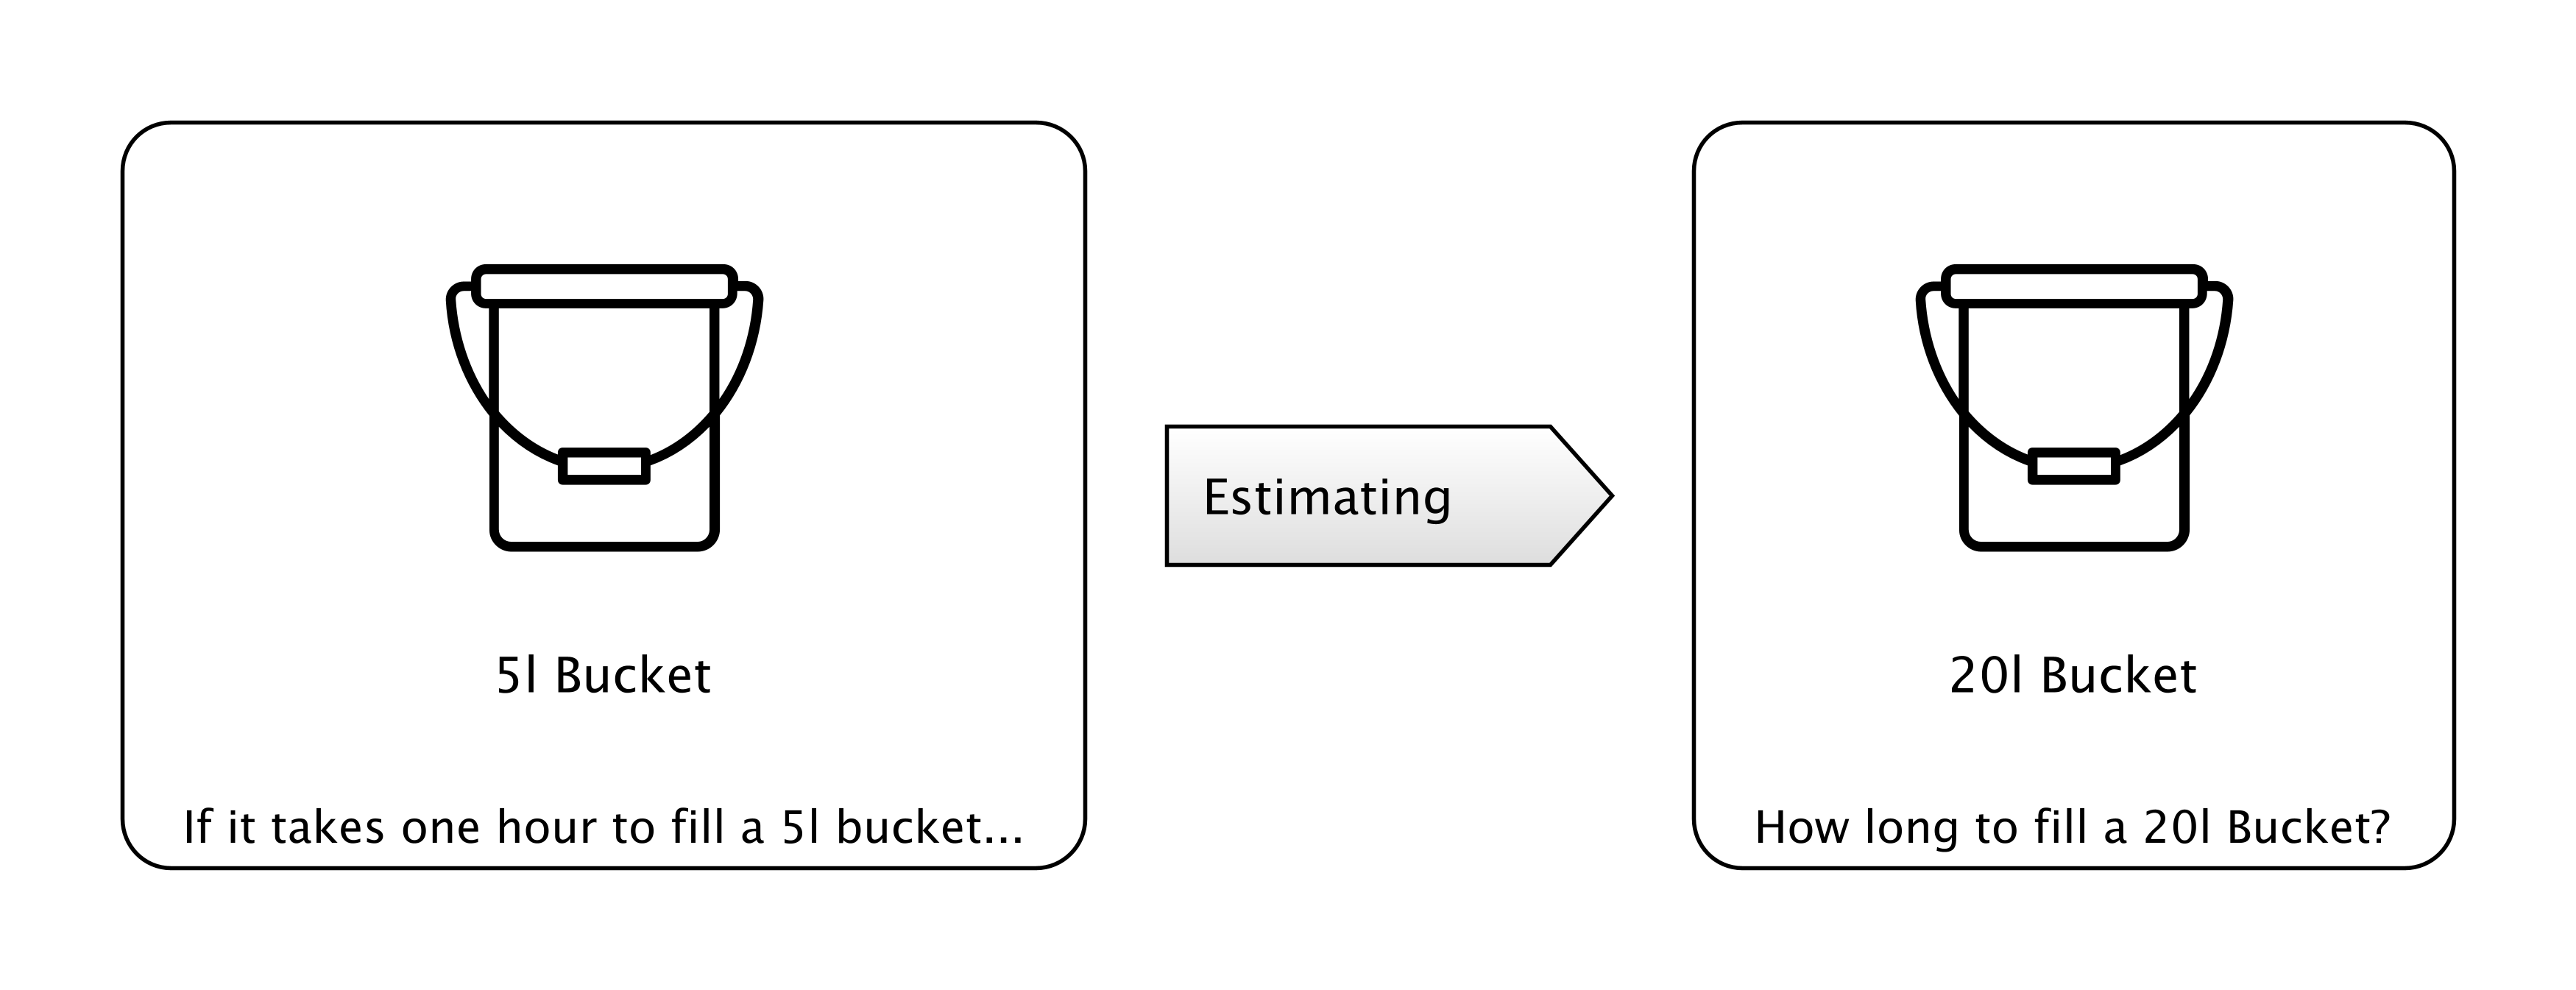 5l Bucket
If it takes one hour to fill a 5l bucket...
Estimating
20l Bucket
How long to fill a 20l Bucket?